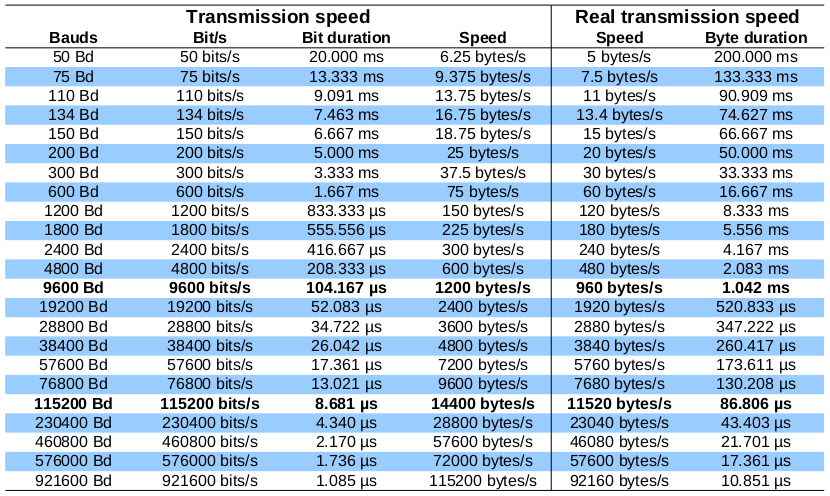 Transmission speed Real transmission speed
Bauds Bit/s Bit duration Speed Speed Byte duration
50 Bd 50 bits/s 20.000 ms 6.25 bytes/s 5 bytes/s 200.000 ms
75 Bd 75 bits/s 13.333 ms 9.375 bytes/s 7.5 bytes/s 133.333 ms
110 Bd 110 bits/s 9.091 ms 13.75 bytes/s 11 bytes/s 90.909 ms
134 Bd 134 bits/s 7.463 ms 16.75 bytes/s 13.4 bytes/s 74.627 ms
150 Bd 150 bits/s 6.667 ms 18.75 bytes/s 15 bytes/s 66.667 ms
200 Bd 200 bits/s 5.000 ms 25 bytes/s 20 bytes/s 50.000 ms
300 Bd 300 bits/s 3.333 ms 37.5 bytes/s 30 bytes/s 33.333 ms
600 Bd 600 bits/s 1.667 ms 75 bytes/s 60 bytes/s 16.667 ms
1200 Bd 1200 bits/s 833.333 µs 150 bytes/s 120 bytes/s 8.333 ms
1800 Bd 1800 bits/s 555.556 µs 225 bytes/s 180 bytes/s 5.556 ms
2400 Bd 2400 bits/s 416.667 µs 300 bytes/s 240 bytes/s 4.167 ms
4800 Bd 4800 bits/s 208.333 µs 600 bytes/s 480 bytes/s 2.083 ms
9600 Bd 9600 bits/s 104.167 µs 1200 bytes/s 960 bytes/s 1.042 ms
19200 Bd 19200 bits/s 52.083 µs 2400 bytes/s 1920 bytes/s 520.833 µs
28800 Bd 28800 bits/s 34.722 µs 3600 bytes/s 2880 bytes/s 347.222 µs
38400 Bd 38400 bits/s 26.042 µs 4800 bytes/s 3840 bytes/s 260.417 µs
57600 Bd 57600 bits/s 17.361 µs 7200 bytes/s 5760 bytes/s 173.611 µs
76800 Bd 76800 bits/s 13.021 µs 9600 bytes/s 7680 bytes/s 130.208 µs
115200 Bd 115200 bits/s 8.681 µs 14400 bytes/s 11520 bytes/s 86.806 µs
230400 Bd 230400 bits/s 4.340 µs 28800 bytes/s 23040 bytes/s 43.403 µs
460800 Bd 460800 bits/s 2.170 µs 57600 bytes/s 46080 bytes/s 21.701 µs
576000 Bd 576000 bits/s 1.736 µs 72000 bytes/s 57600 bytes/s 17.361 µs
921600 Bd 921600 bits/s 1.085 µs 115200 bytes/s 92160 bytes/s 10.851 µs